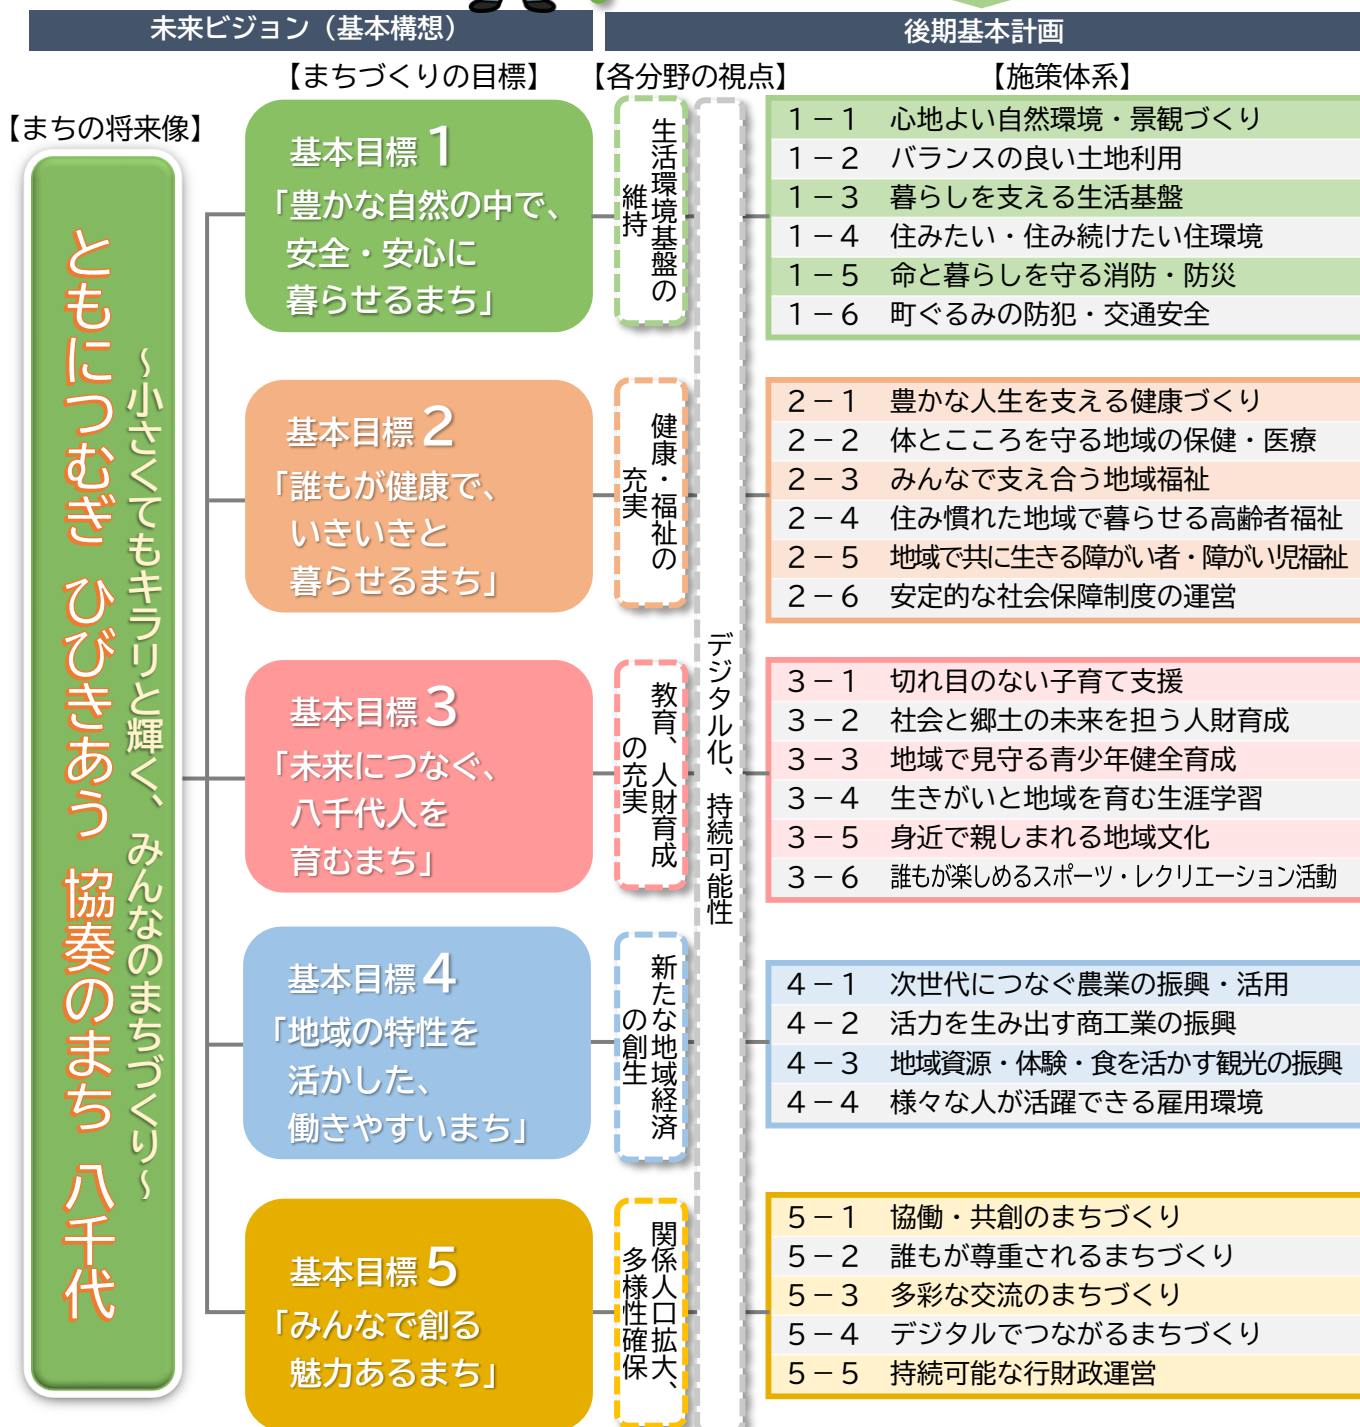 未来ビジョン（基本構想）
後期基本計画
【まちづくりの目標】
【各分野の視点】
【施策体系】
【まちの将来像】
ともにつむぎ ひびきあう 協奏のまち 八千代
～小さくてもキラリと輝く、みんなのまちづくり～
基本目標1
「豊かな自然の中で、
安全・安心に
暮らせるまち」
生活環境基盤の
維持
1－1 心地よい自然環境・景観づくり
1－2 バランスの良い土地利用
1－3 暮らしを支える生活基盤
1－4 住みたい・住み続けたい住環境
1－5 命と暮らしを守る消防・防災
1－6 町ぐるみの防犯・交通安全
基本目標2
「誰もが健康で、
いきいきと
暮らせるまち」
健康・福祉の
充実
2－1 豊かな人生を支える健康づくり
2－2 体とこころを守る地域の保健・医療
2－3 みんなで支え合う地域福祉
2－4 住み慣れた地域で暮らせる高齢者福祉
2－5 地域で共に生きる障がい者・障がい児福祉
2－6 安定的な社会保障制度の運営
基本目標3
「未来につなぐ、
八千代人を
育むまち」
教育、人財育成
の充実
デジタル化、持続可能性
3－1 切れ目のない子育て支援
3－2 社会と郷土の未来を担う人財育成
3－3 地域で見守る青少年健全育成
3－4 生きがいと地域を育む生涯学習
3－5 身近で親しまれる地域文化
3－6 誰もが楽しめるスポーツ・レクリエーション活動
基本目標4
「地域の特性を
活かした、
働きやすいまち」
新たな地域経済
の創生
4－1 次世代につなぐ農業の振興・活用
4－2 活力を生み出す商工業の振興
4－3 地域資源・体験・食を活かす観光の振興
4－4 様々な人が活躍できる雇用環境
基本目標5
「みんなで創る
魅力あるまち」
関係人口拡大、
多様性確保
5－1 協働・共創のまちづくり
5－2 誰もが尊重されるまちづくり
5－3 多彩な交流のまちづくり
5－4 デジタルでつながるまちづくり
5－5 持続可能な行財政運営